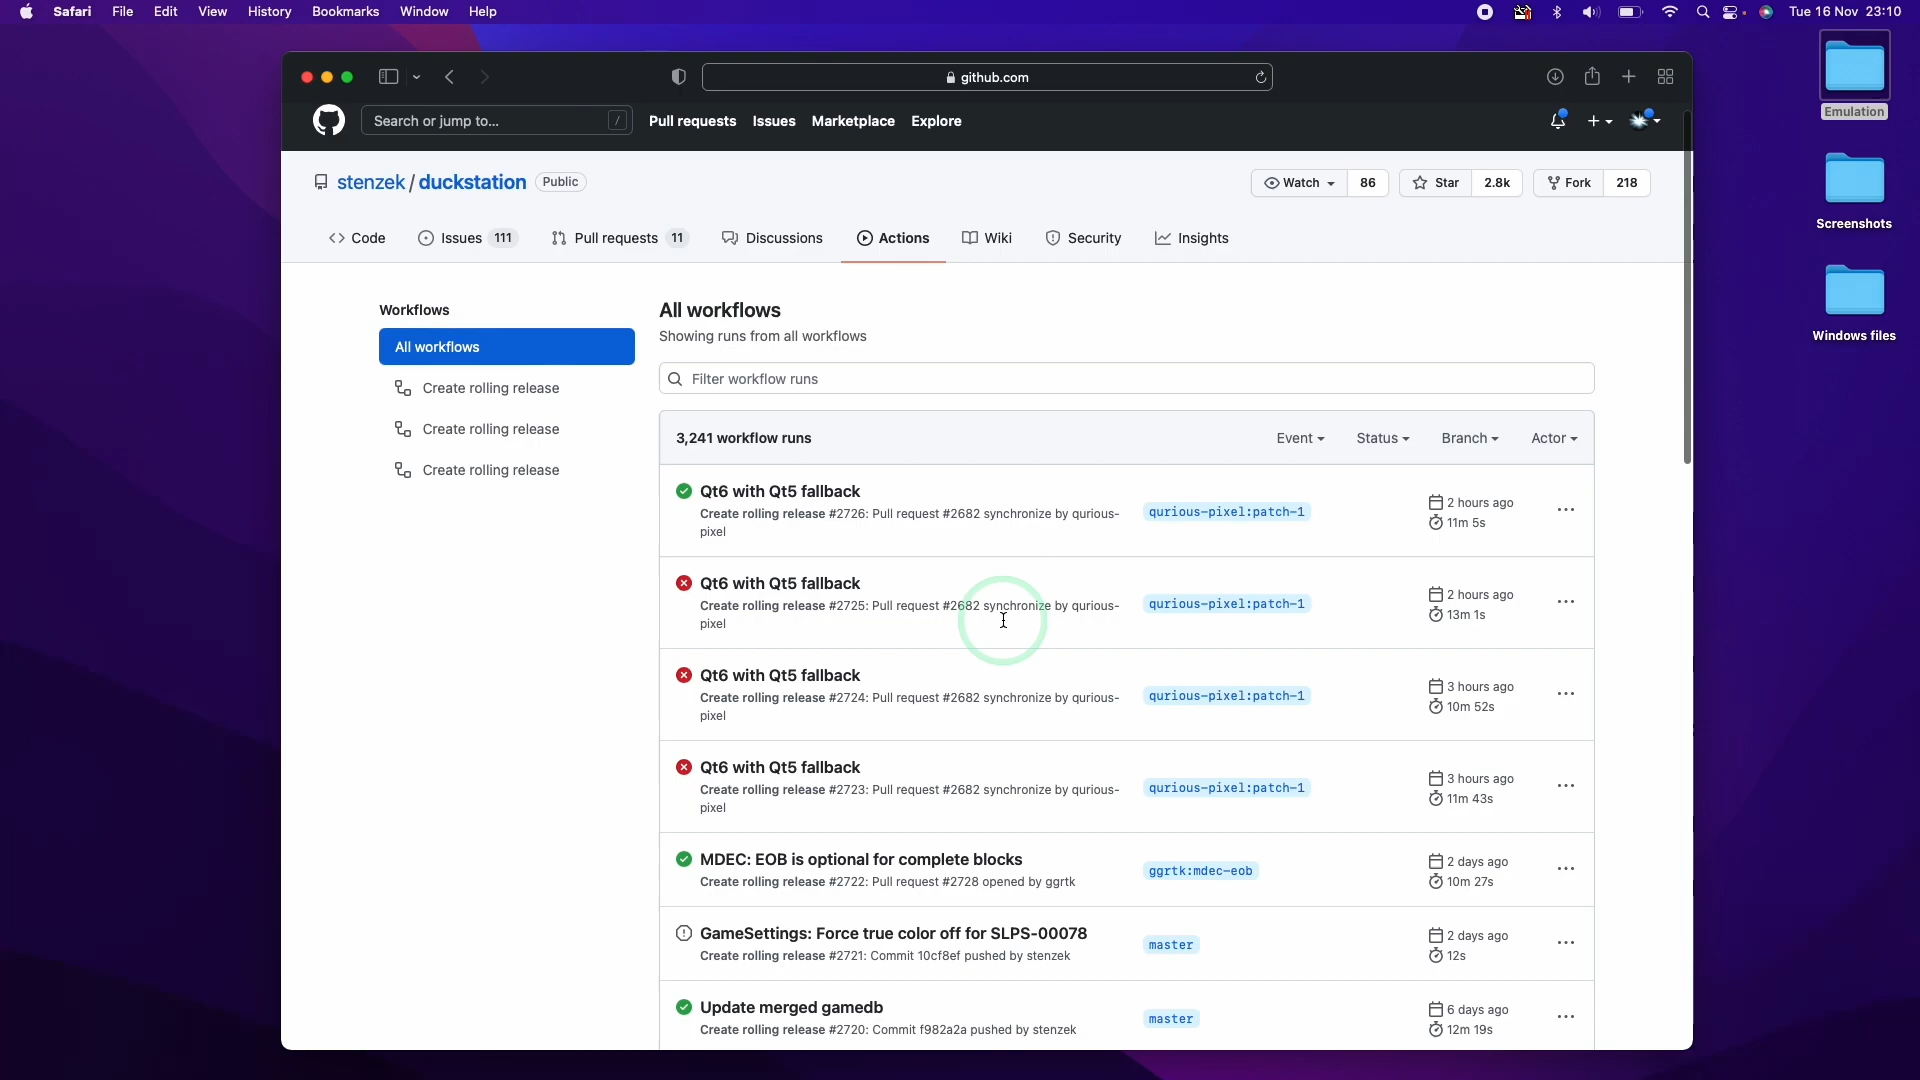 Safari File Edit View History Bookmarks Window Help Tue 16 Nov 23:10
github.com
Emulation
Screenshots
Windows files
Search or jump to... /
Pull requests Issues Marketplace Explore
stenzek / duckstation Public
Watch 86 Star 2.8k Fork 218
Code Issues 111 Pull requests 11 Discussions Actions Wiki Security Insights
Workflows
All workflows
Create rolling release
Create rolling release
Create rolling release
All workflows
Showing runs from all workflows
Filter workflow runs
3,241 workflow runs Event Status Branch Actor
Qt6 with Qt5 fallback
Create rolling release #2726: Pull request #2682 synchronize by qurious-
pixel
qurious-pixel:patch-1
2 hours ago
11m 5s
Qt6 with Qt5 fallback
Create rolling release #2725: Pull request #2682 synchronize by qurious-
pixel
qurious-pixel:patch-1
2 hours ago
13m 1s
Qt6 with Qt5 fallback
Create rolling release #2724: Pull request #2682 synchronize by qurious-
pixel
qurious-pixel:patch-1
3 hours ago
10m 52s
Qt6 with Qt5 fallback
Create rolling release #2723: Pull request #2682 synchronize by qurious-
pixel
qurious-pixel:patch-1
3 hours ago
11m 43s
MDEC: EOB is optional for complete blocks
Create rolling release #2722: Pull request #2728 opened by ggrtk
ggrtk:mdec-eob
2 days ago
10m 27s
GameSettings: Force true color off for SLPS-00078
Create rolling release #2721: Commit 10cf8ef pushed by stenzek
master
2 days ago
12s
Update merged gamedb
Create rolling release #2720: Commit f982a2a pushed by stenzek
master
6 days ago
12m 19s